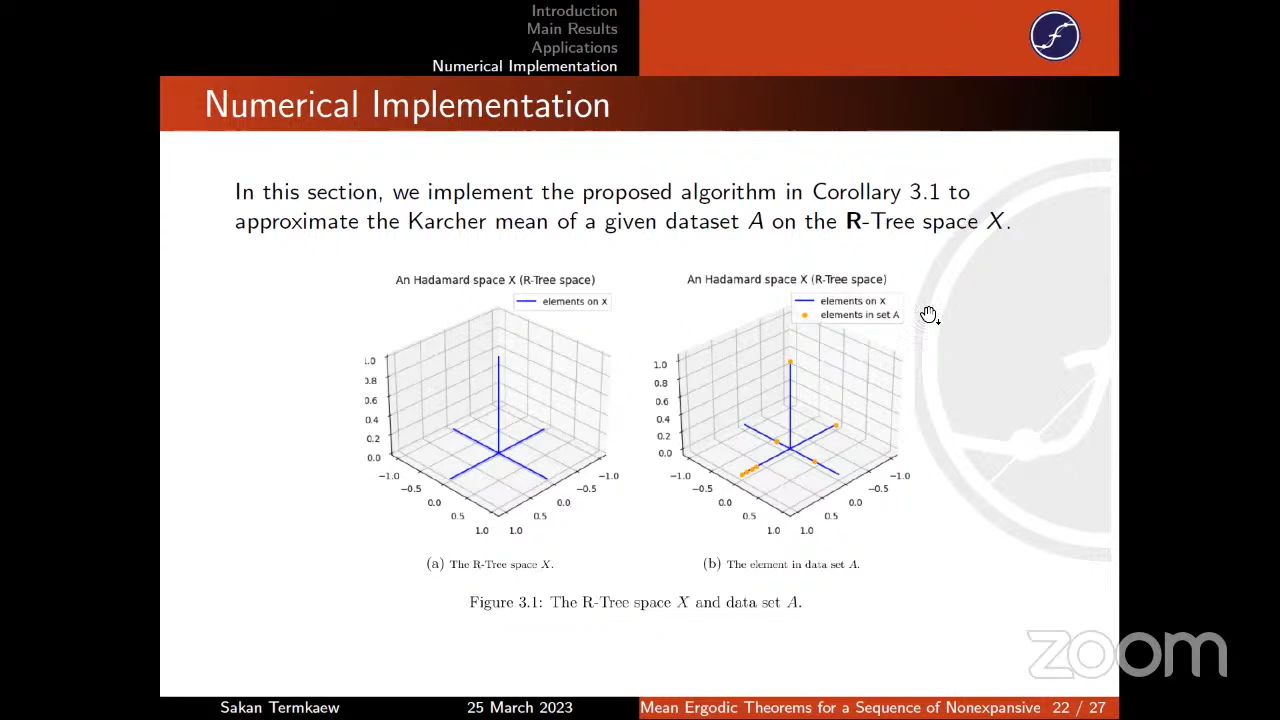 Introduction
Main Results
Applications
Numerical Implementation
Numerical Implementation
In this section, we implement the proposed algorithm in Corollary 3.1 to
approximate the Karcher mean of a given dataset A on the R-Tree space X.
An Hadamard space X (R-Tree space)
elements on X
1.0
0.8
0.6
0.4
0.2
0.0
−1.0
−0.5
0.0
0.5
1.0
1.0
0.5
0.0
−0.5
−1.0
(a) The R-Tree space X.
An Hadamard space X (R-Tree space)
elements on X
elements in set A
1.0
0.8
0.6
0.4
0.2
0.0
−1.0
−0.5
0.0
0.5
1.0
1.0
0.5
0.0
−0.5
−1.0
(b) The element in data set A.
Figure 3.1: The R-Tree space X and data set A.
zoom
Sakan Termkaew 25 March 2023 Mean Ergodic Theorems for a Sequence of Nonexpansive 22 / 27